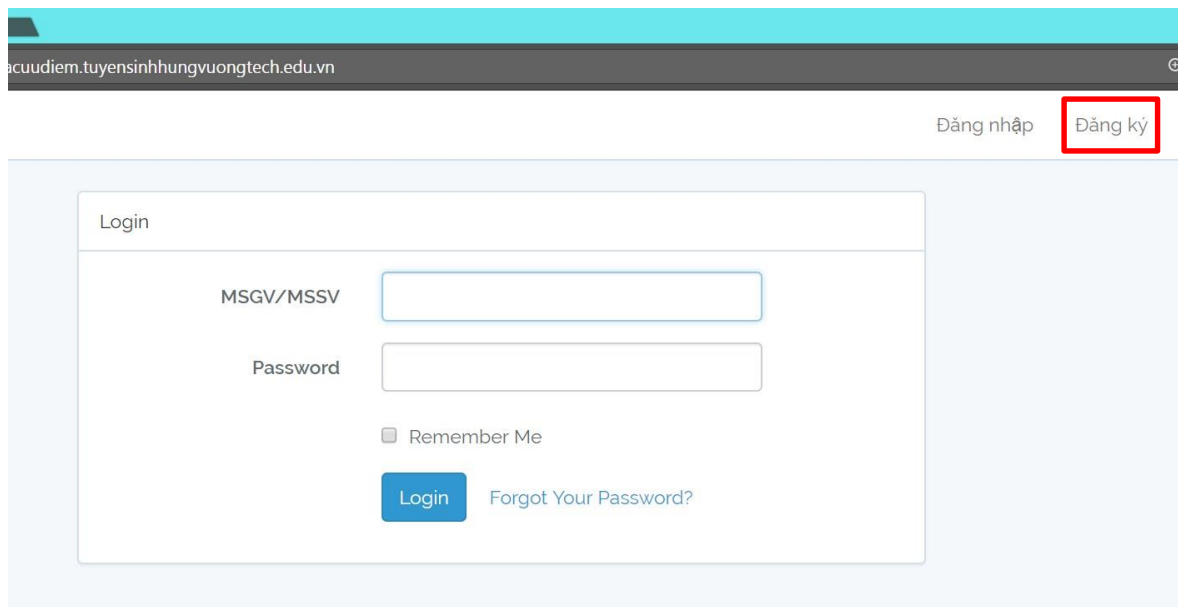 acuudiem.tuyensinhhungvuongtech.edu.vn
Đăng nhập Đăng ký
Login
MSGV/MSSV
Password
Remember Me
Login Forgot Your Password?